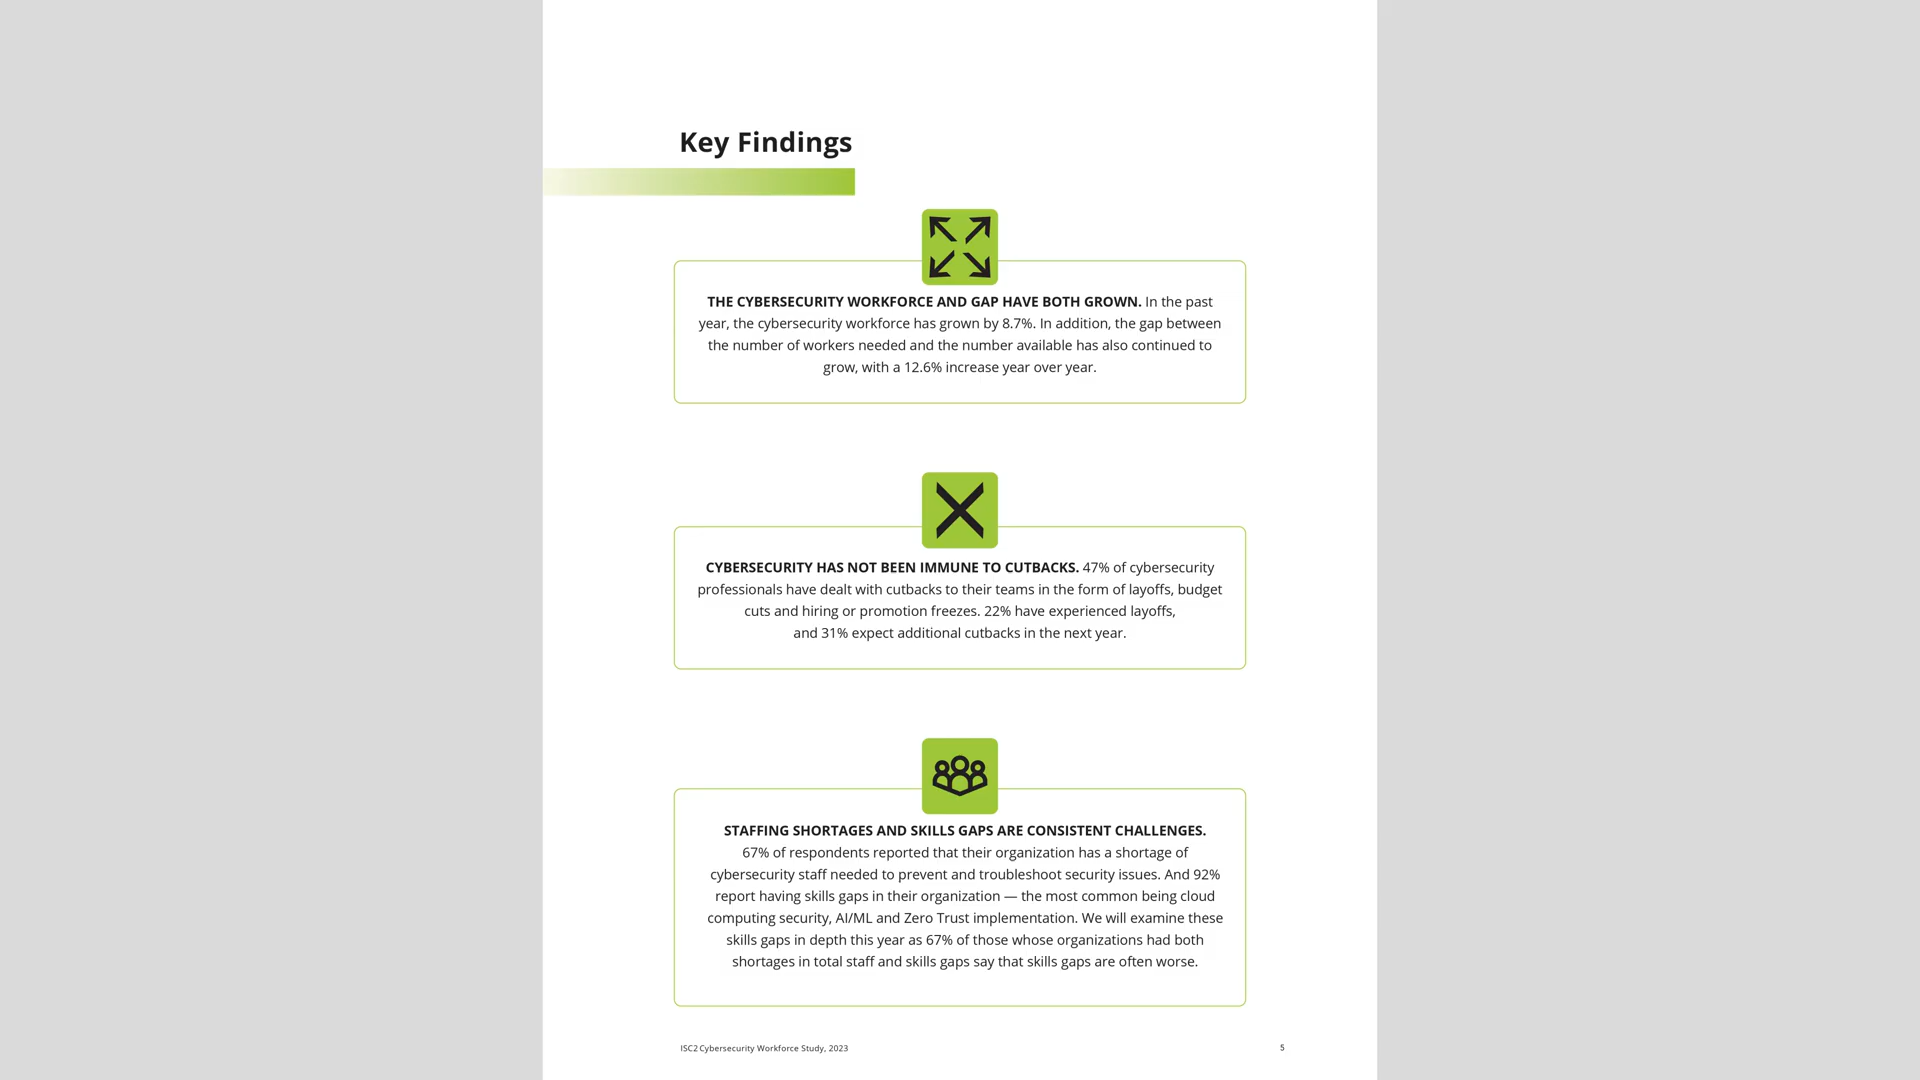 Key Findings
THE CYBERSECURITY WORKFORCE AND GAP HAVE BOTH GROWN. In the past
year, the cybersecurity workforce has grown by 8.7%. In addition, the gap between
the number of workers needed and the number available has also continued to
grow, with a 12.6% increase year over year.
CYBERSECURITY HAS NOT BEEN IMMUNE TO CUTBACKS. 47% of cybersecurity
professionals have dealt with cutbacks to their teams in the form of layoffs, budget
cuts and hiring or promotion freezes. 22% have experienced layoffs,
and 31% expect additional cutbacks in the next year.
STAFFING SHORTAGES AND SKILLS GAPS ARE CONSISTENT CHALLENGES.
67% of respondents reported that their organization has a shortage of
cybersecurity staff needed to prevent and troubleshoot security issues. And 92%
report having skills gaps in their organization — the most common being cloud
computing security, AI/ML and Zero Trust implementation. We will examine these
skills gaps in depth this year as 67% of those whose organizations had both
shortages in total staff and skills gaps say that skills gaps are often worse.
ISC2 Cybersecurity Workforce Study, 2023
5